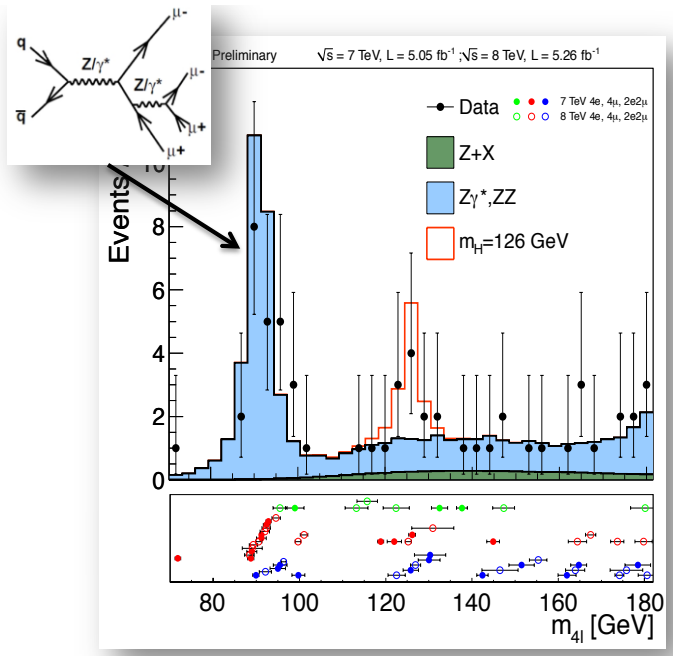 q
q̅
Z/γ*
Z/γ*
μ-
μ-
μ+
μ+
Preliminary √s = 7 TeV, L = 5.05 fb⁻¹ ;√s = 8 TeV, L = 5.26 fb⁻¹
Data
7 TeV 4e, 4μ, 2e2μ
8 TeV 4e, 4μ, 2e2μ
Z+X
Zγ*,ZZ
m_H=126 GeV
Events
10
8
6
4
2
0
80 100 120 140 160 180
m_4l [GeV]